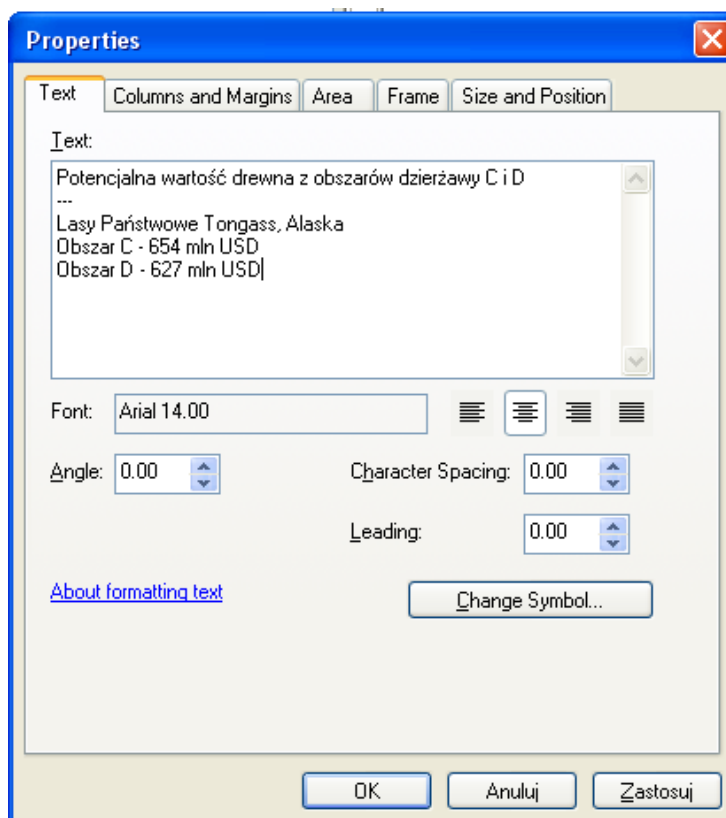 Properties
Text Columns and Margins Area Frame Size and Position
Text:
Potencjalna wartość drewna z obszarów dzierżawy C i D
---
Lasy Państwowe Tongass, Alaska
Obszar C - 654 mln USD
Obszar D - 627 mln USD
Font: Arial 14.00
Angle: 0.00 Character Spacing: 0.00
Leading: 0.00
About formatting text Change Symbol...
OK Anuluj Zastosuj